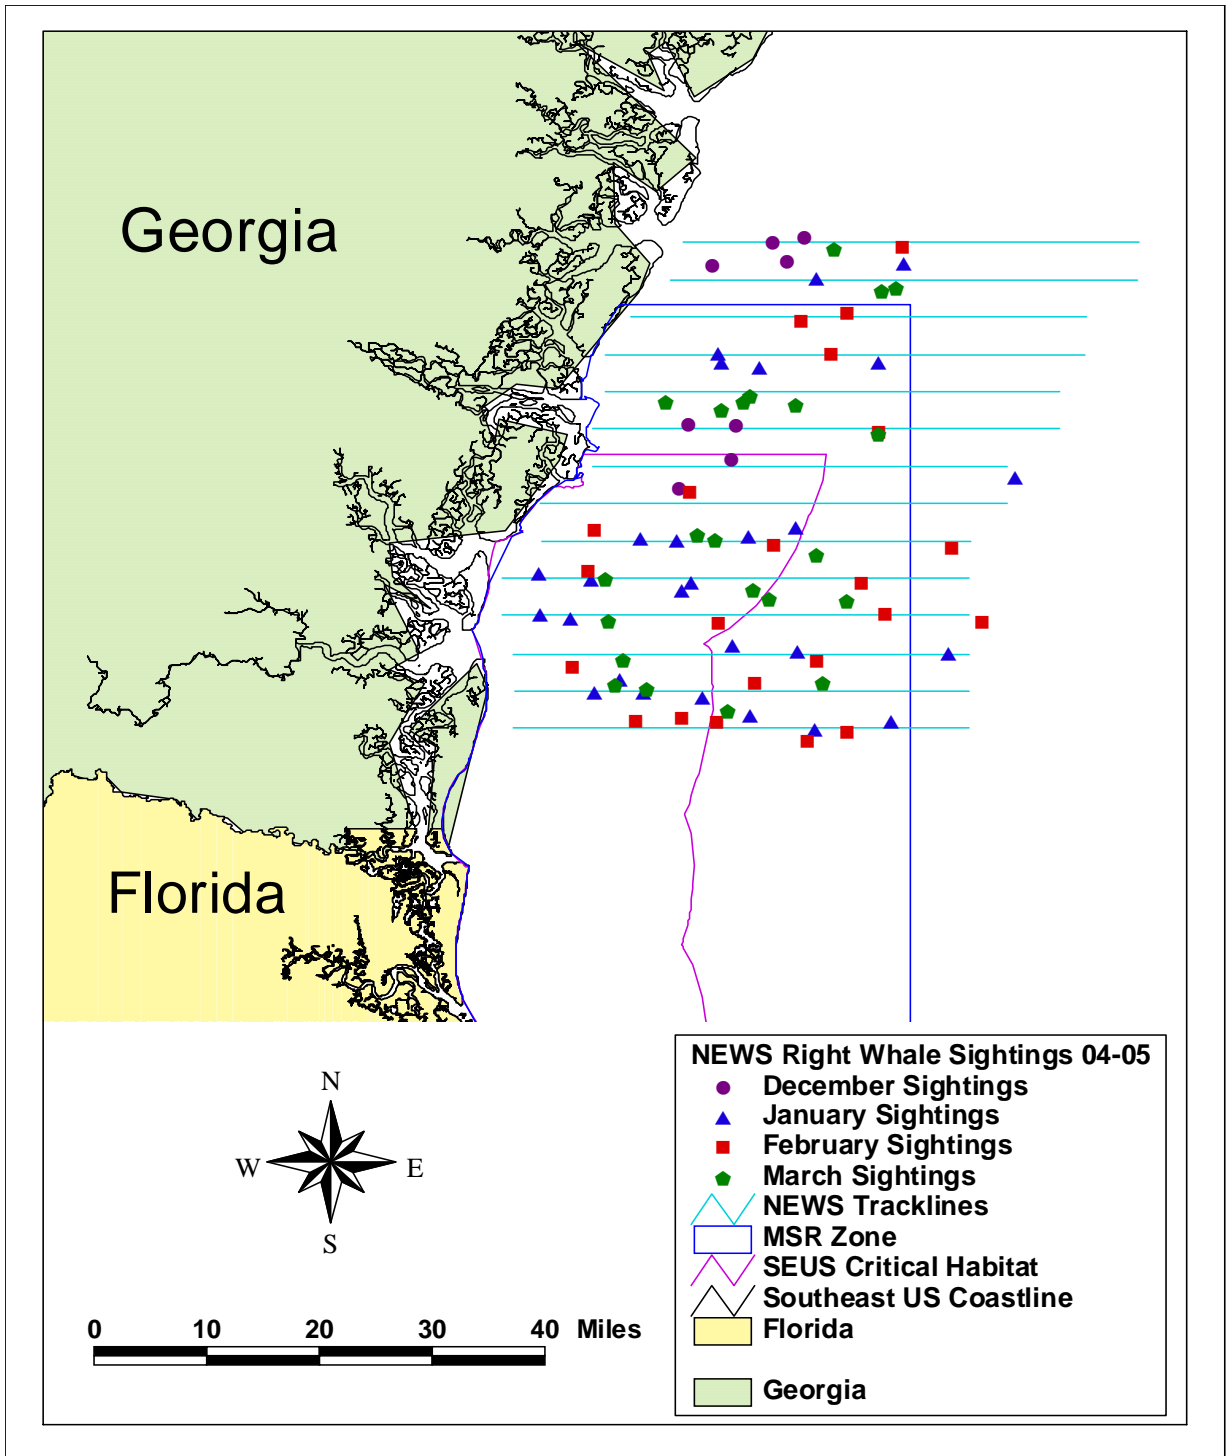 Georgia
Florida
NEWS Right Whale Sightings 04-05
December Sightings
January Sightings
February Sightings
March Sightings
NEWS Tracklines
MSR Zone
SEUS Critical Habitat
Southeast US Coastline
Florida
Georgia
N
W E
S
0 10 20 30 40 Miles